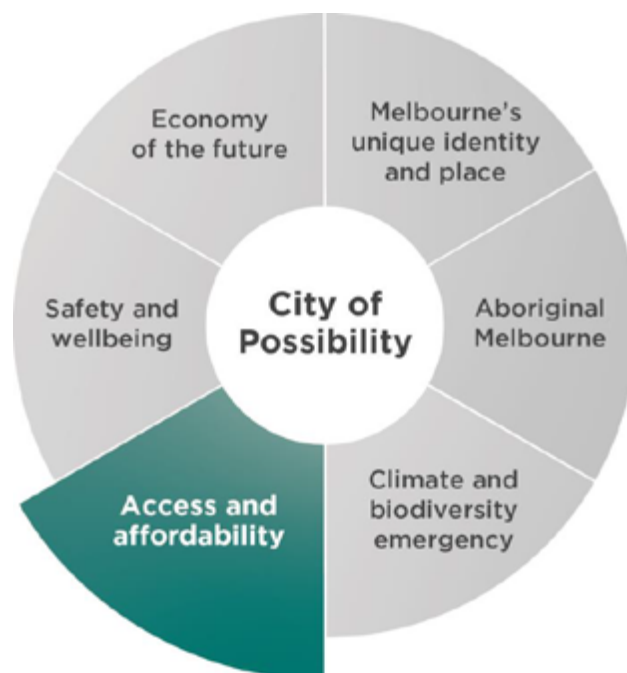 Economy
of the future
Melbourne's
unique identity
and place
Safety and
wellbeing
City of
Possibility
Aboriginal
Melbourne
Access and
affordability
Climate and
biodiversity
emergency